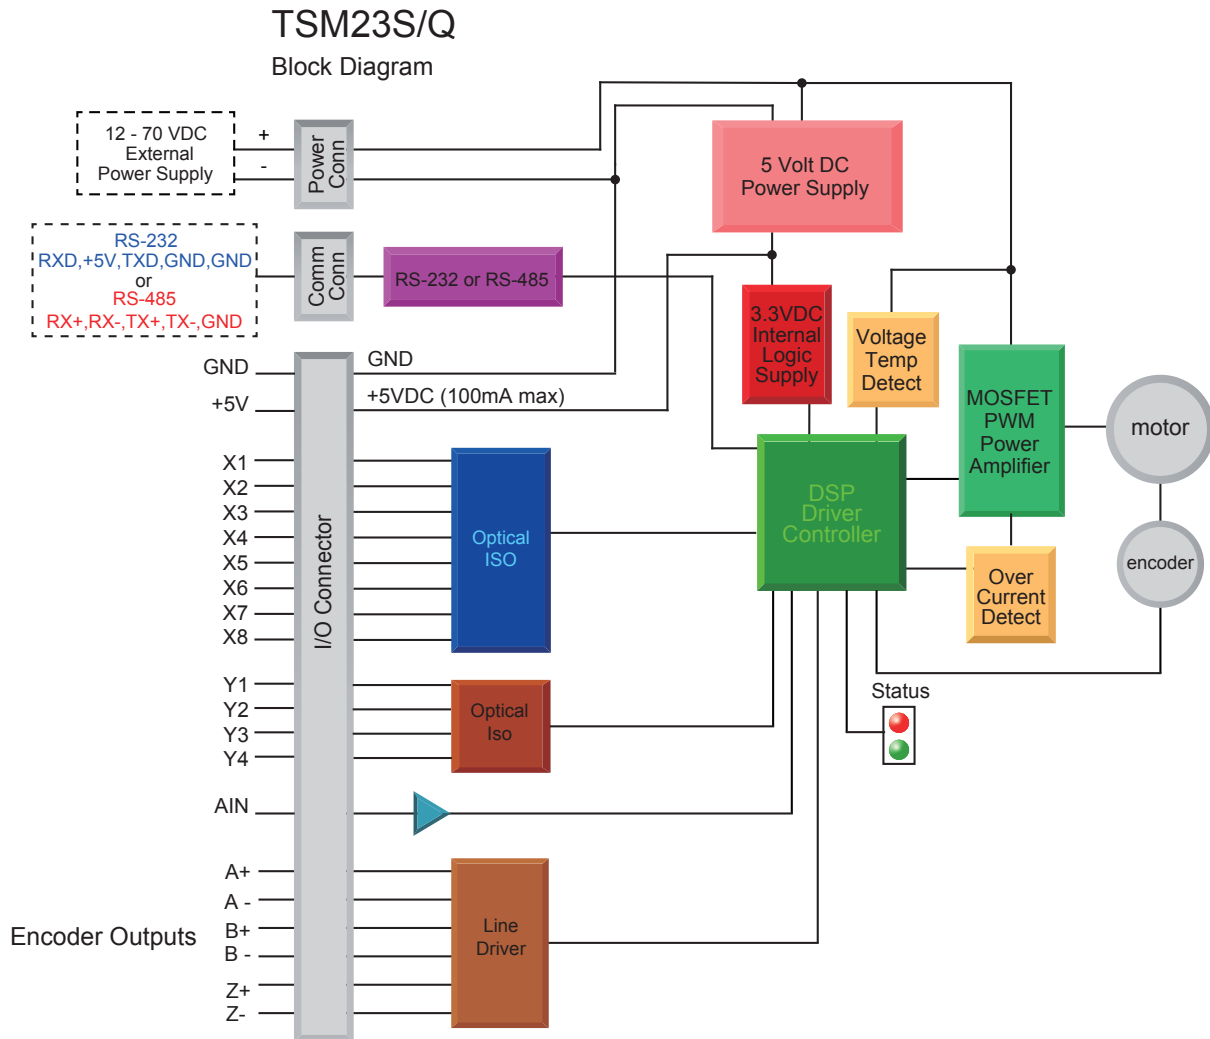 TSM23S/Q
Block Diagram
12 - 70 VDC
External
Power Supply
+
-
Power
Conn
5 Volt DC
Power Supply
RS-232
RXD,+5V,TXD,GND,GND
or
RS-485
RX+,RX-,TX+,TX-,GND
Comm
Conn
RS-232 or RS-485
3.3VDC
Internal
Logic
Supply
Voltage
Temp
Detect
MOSFET
PWM
Power
Amplifier
motor
GND
GND
+5V
+5VDC (100mA max)
X1
X2
X3
X4
X5
X6
X7
X8
I/O Connector
Optical
ISO
DSP
Driver
Controller
encoder
Over
Current
Detect
Y1
Y2
Y3
Y4
Optical
Iso
Status
AIN
Encoder Outputs
A+
A -
B+
B -
Z+
Z-
Line
Driver